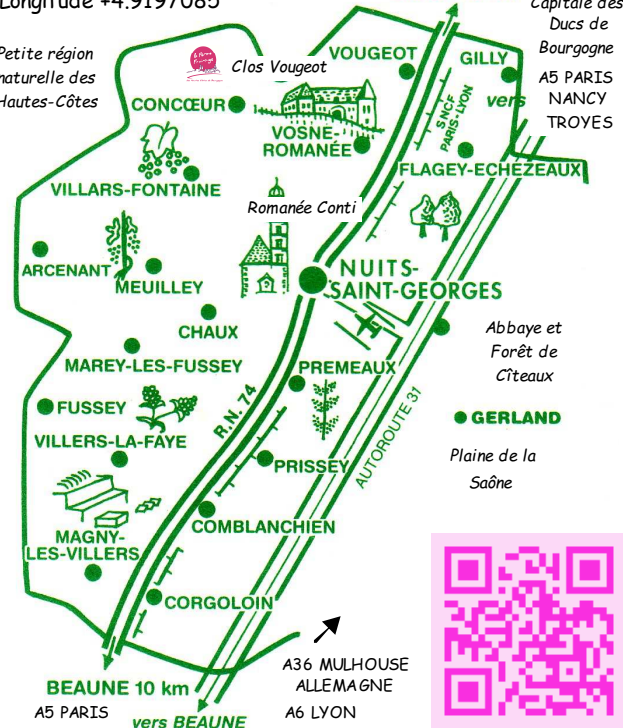 Longitude +4.9197085
Capitale des
Ducs de
Bourgogne
Petite région
naturelle des
Hautes-Côtes
Clos Vougeot
VOUGEOT
GILLY
A5 PARIS
NANCY
TROYES
vers
CONCŒUR
SNCF
PARIS-LYON
VOSNE-
ROMANÉE
FLAGEY-ECHÉZEAUX
VILLARS-FONTAINE
Romanée Conti
ARCENANT
MEUILLEY
NUITS-
SAINT-GEORGES
CHAUX
Abbaye et
Forêt de
Cîteaux
MAREY-LES-FUSSEY
PREMEAUX
R.N. 74
AUTOROUTE 31
FUSSEY
GERLAND
VILLERS-LA-FAYE
PRISSEY
Plaine de la
Saône
COMBLANCHIEN
MAGNY-
LES-VILLERS
CORGOLOIN
A36 MULHOUSE
ALLEMAGNE
BEAUNE 10 km
A5 PARIS
vers BEAUNE
A6 LYON